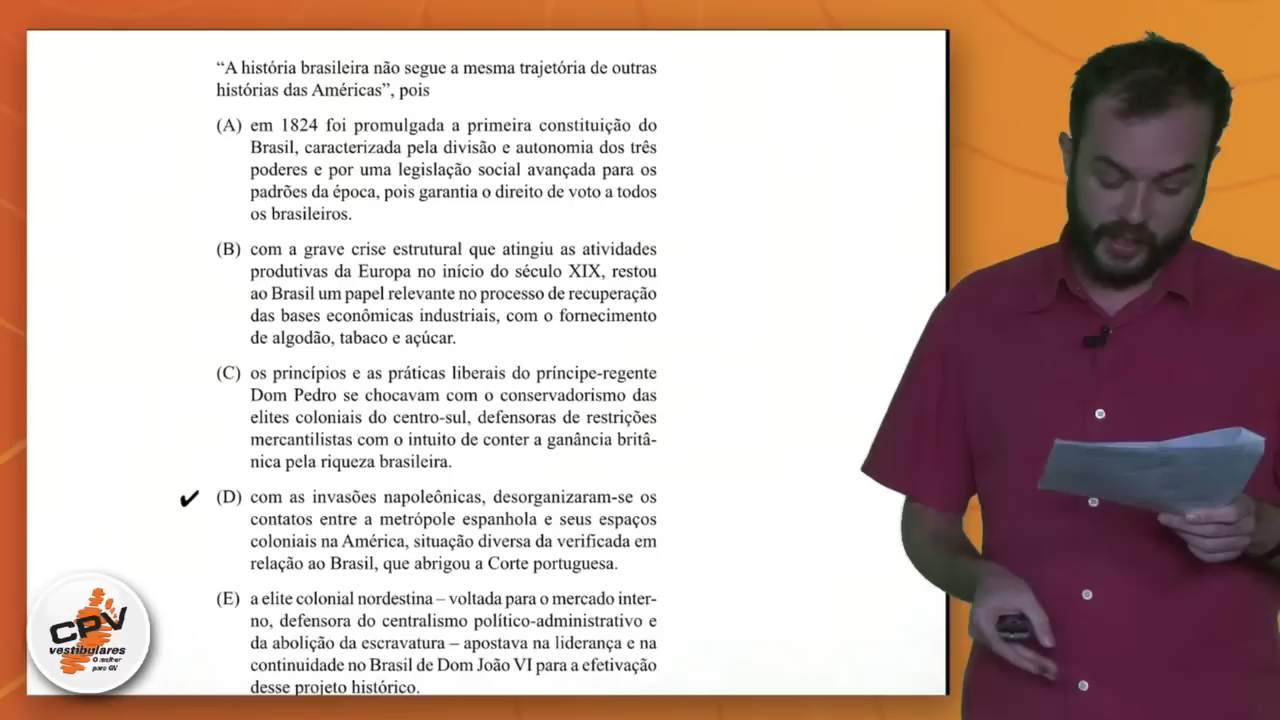 “A história brasileira não segue a mesma trajetória de outras
histórias das Américas”, pois
(A) em 1824 foi promulgada a primeira constituição do
Brasil, caracterizada pela divisão e autonomia dos três
poderes e por uma legislação social avançada para os
padrões da época, pois garantia o direito de voto a todos
os brasileiros.
(B) com a grave crise estrutural que atingiu as atividades
produtivas da Europa no início do século XIX, restou
ao Brasil um papel relevante no processo de recuperação
das bases econômicas industriais, com o fornecimento
de algodão, tabaco e açúcar.
(C) os princípios e as práticas liberais do príncipe-regente
Dom Pedro se chocavam com o conservadorismo das
elites coloniais do centro-sul, defensoras de restrições
mercantilistas com o intuito de conter a ganância britâ-
nica pela riqueza brasileira.
✔ (D) com as invasões napoleônicas, desorganizaram-se os
contatos entre a metrópole espanhola e seus espaços
coloniais na América, situação diversa da verificada em
relação ao Brasil, que abrigou a Corte portuguesa.
(E) a elite colonial nordestina – voltada para o mercado inter-
no, defensora do centralismo político-administrativo e
da abolição da escravatura – apostava na liderança e na
continuidade no Brasil de Dom João VI para a efetivação
desse projeto histórico.
CPV
vestibulares
O melhor
para GV